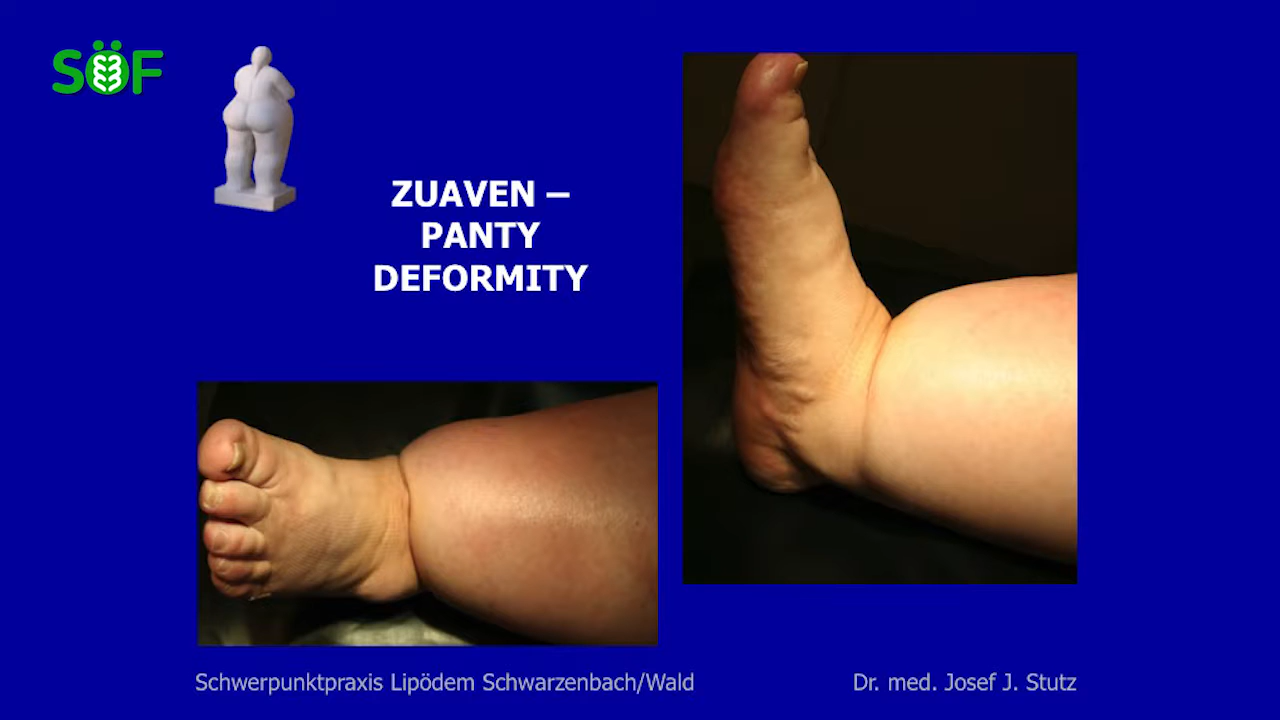 SÖF
ZUAVEN –
PANTY
DEFORMITY
Schwerpunktpraxis Lipödem Schwarzenbach/Wald
Dr. med. Josef J. Stutz